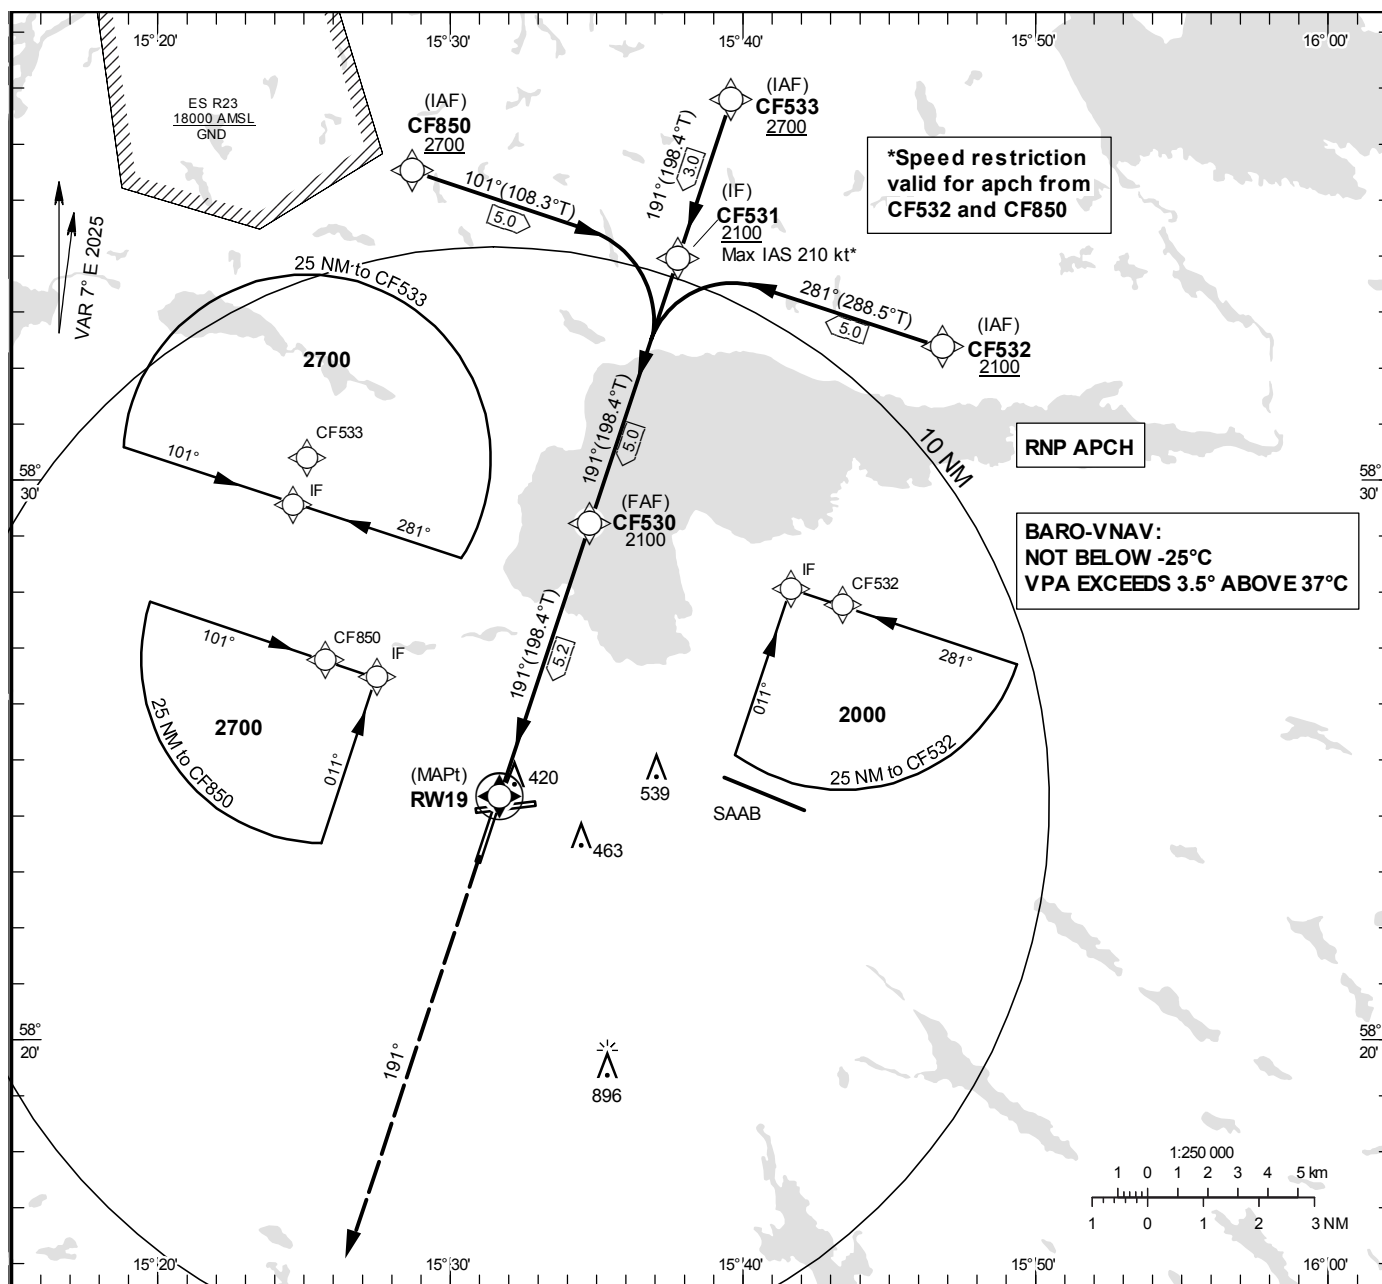 15°20'
15°30'
15°40'
15°50'
16°00'
ES R23
18000 AMSL
GND
(IAF)
CF850
2700
(IAF)
CF533
2700
101°(108.3°T)
5.0
191°(198.4°T)
3.0
(IF)
CF531
2100
Max IAS 210 kt*
*Speed restriction
valid for apch from
CF532 and CF850
VAR 7° E 2025
25 NM to CF533
2700
CF533
101°
IF
281°
281°(288.5°T)
5.0
(IAF)
CF532
2100
191°(198.4°T)
5.0
10 NM
RNP APCH
58°
30'
58°
30'
(FAF)
CF530
2100
BARO-VNAV:
NOT BELOW -25°C
VPA EXCEEDS 3.5° ABOVE 37°C
101°
CF850
IF
2700
011°
25 NM to CF850
191°(198.4°T)
5.2
IF
CF532
281°
011°
2000
25 NM to CF532
(MAPt)
RW19
420
539
463
SAAB
58°
20'
58°
20'
191°
896
1:250 000
1 0 1 2 3 4 5 km
1 0 1 2 3 NM
15°20'
15°30'
15°40'
15°50'
16°00'